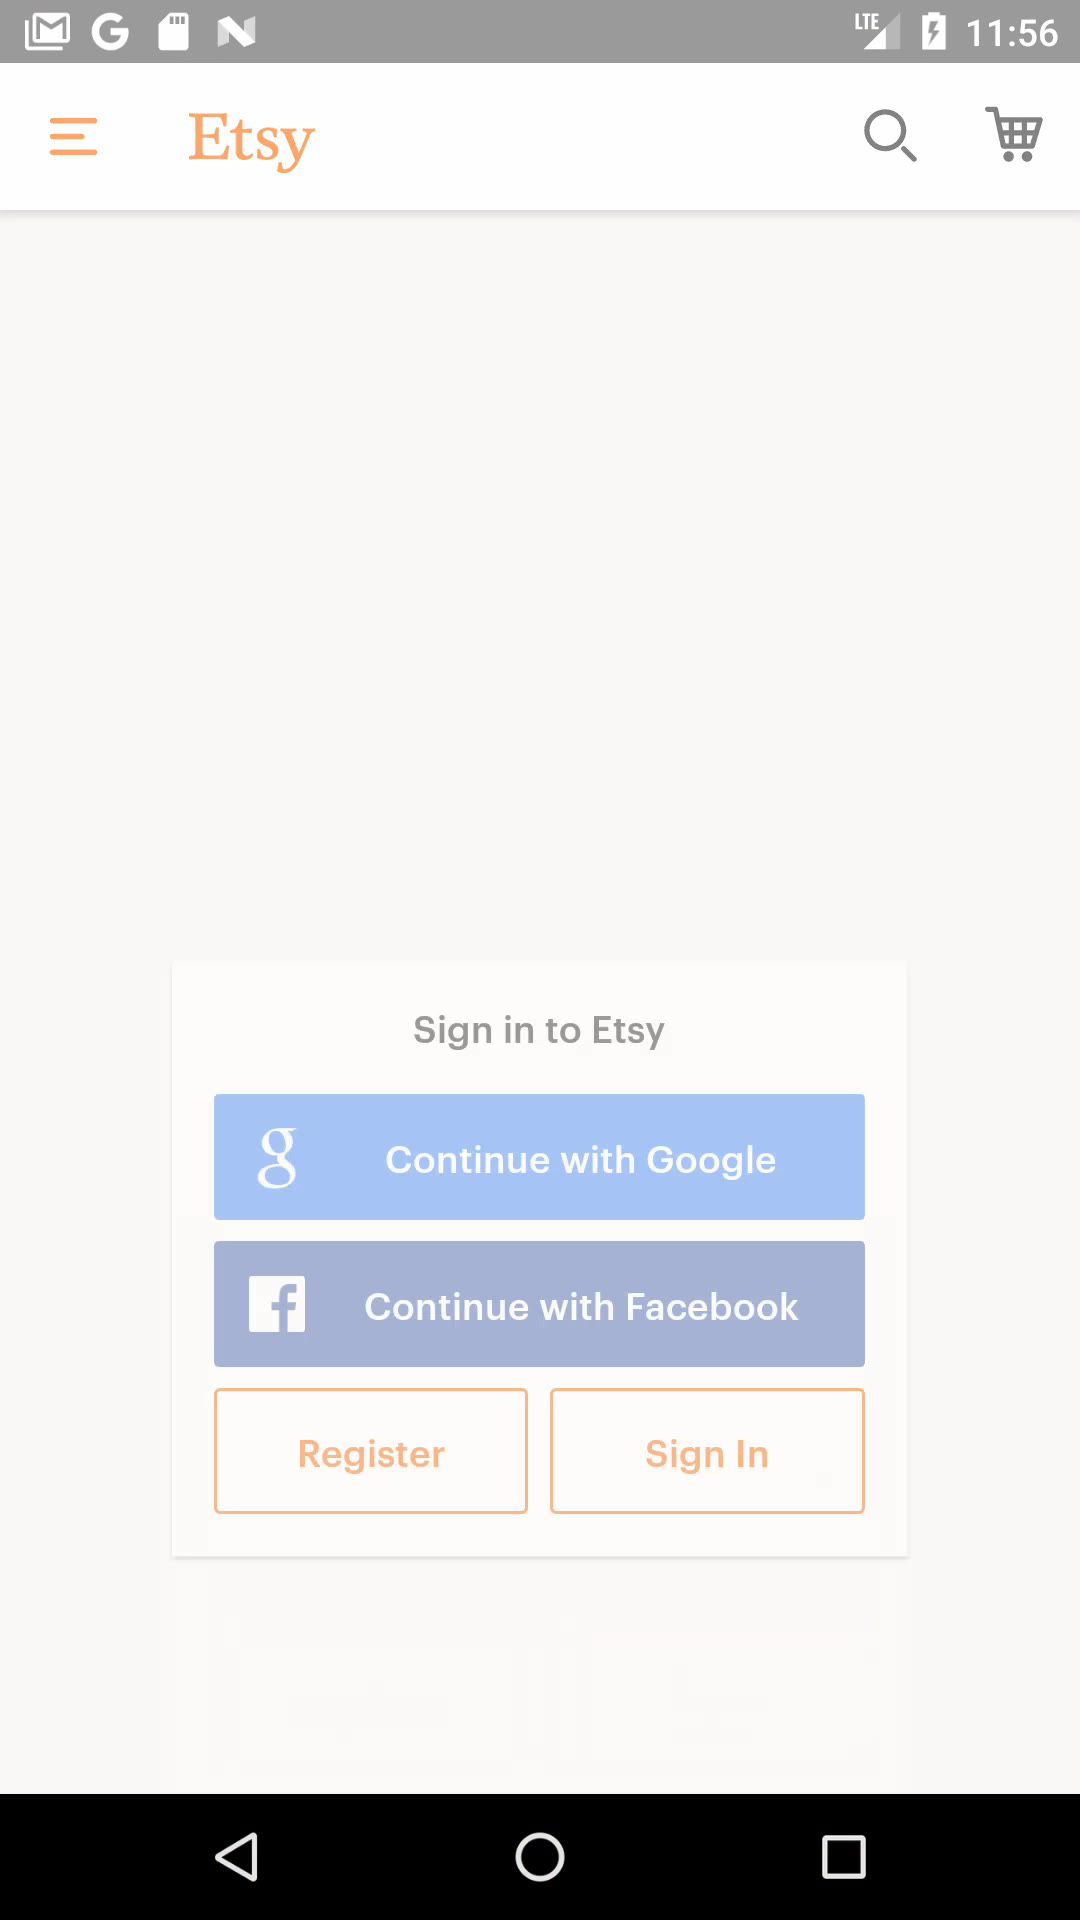 LTE 11:56
Etsy
Sign in to Etsy
Continue with Google
Continue with Facebook
Register Sign In